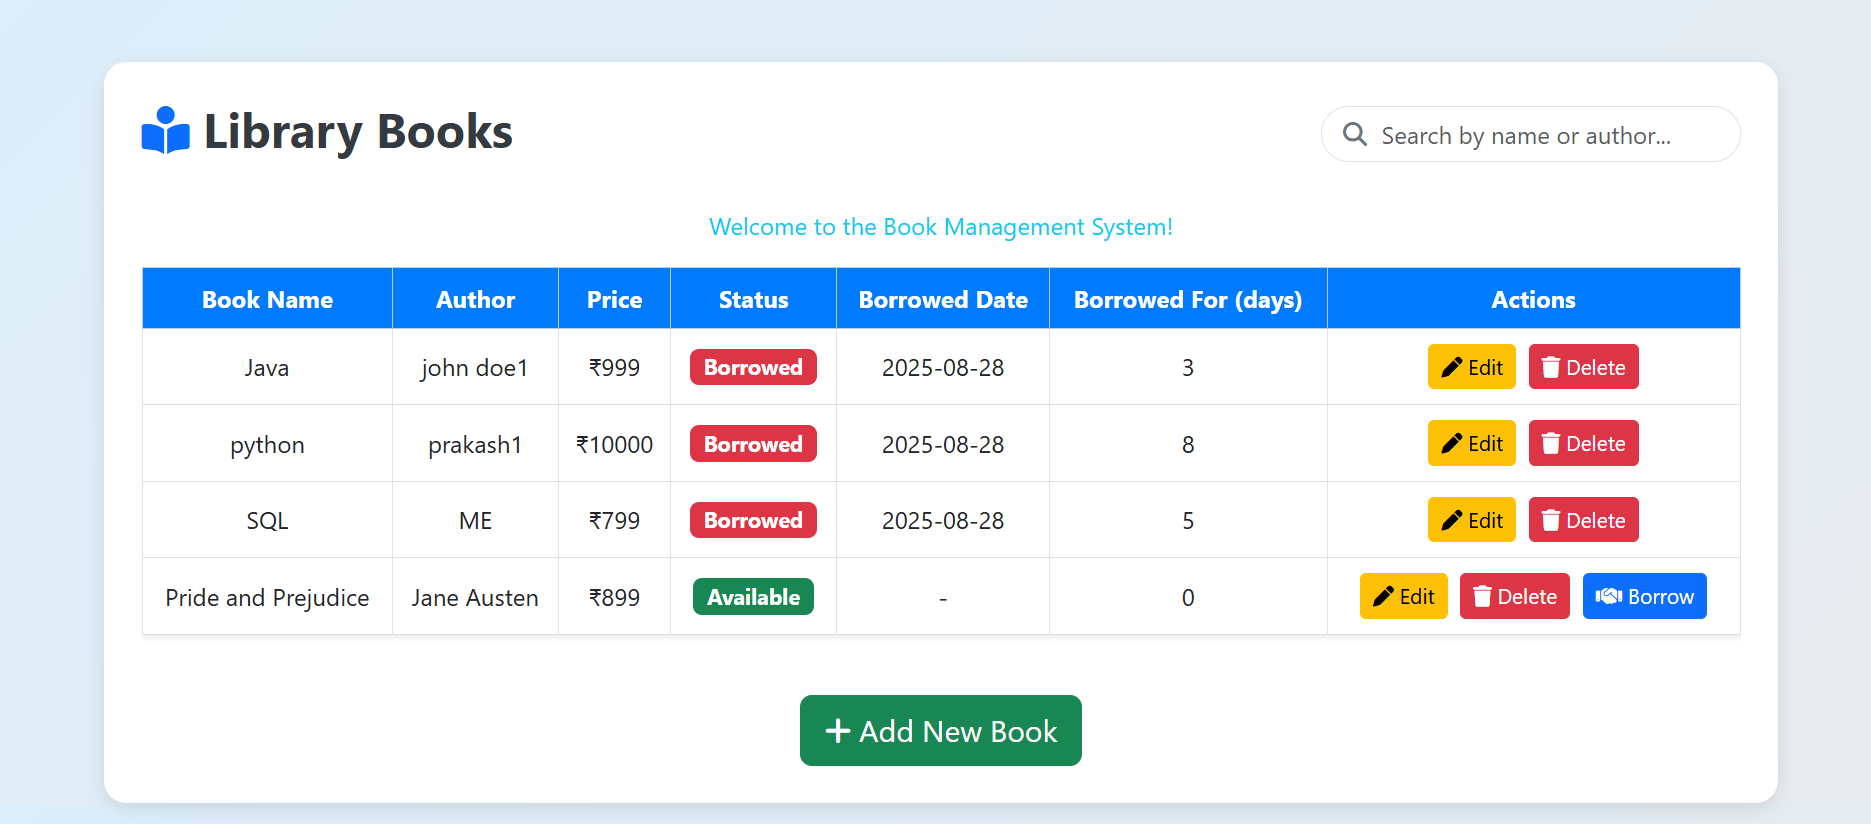 Library Books
Search by name or author...
Welcome to the Book Management System!
Book Name Author Price Status Borrowed Date Borrowed For (days) Actions
Java john doe1 ₹999 Borrowed 2025-08-28 3 Edit Delete
python prakash1 ₹10000 Borrowed 2025-08-28 8 Edit Delete
SQL ME ₹799 Borrowed 2025-08-28 5 Edit Delete
Pride and Prejudice Jane Austen ₹899 Available - 0 Edit Delete Borrow
+ Add New Book